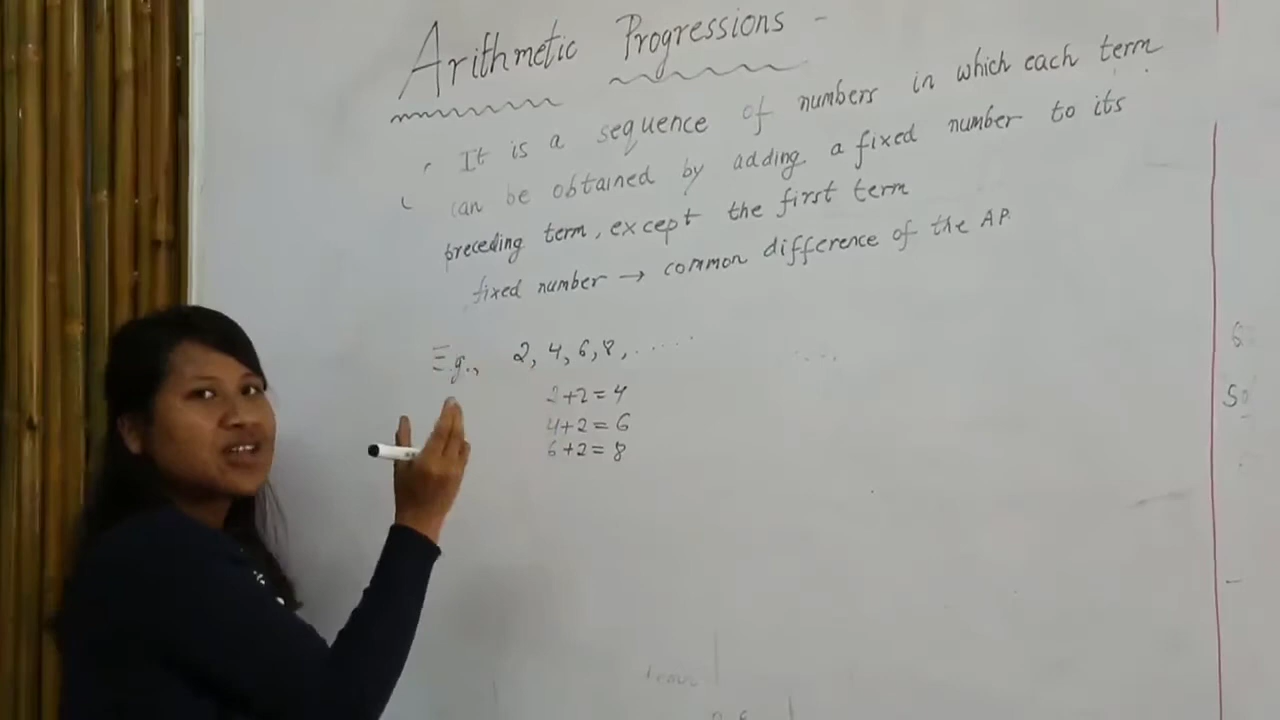 Arithmetic Progressions -
It is a sequence of numbers in which each term
can be obtained by adding a fixed number to its
preceding term, except the first term
fixed number → common difference of the AP.
E.g., 2, 4, 6, 8, .......
2+2=4
4+2=6
6+2=8